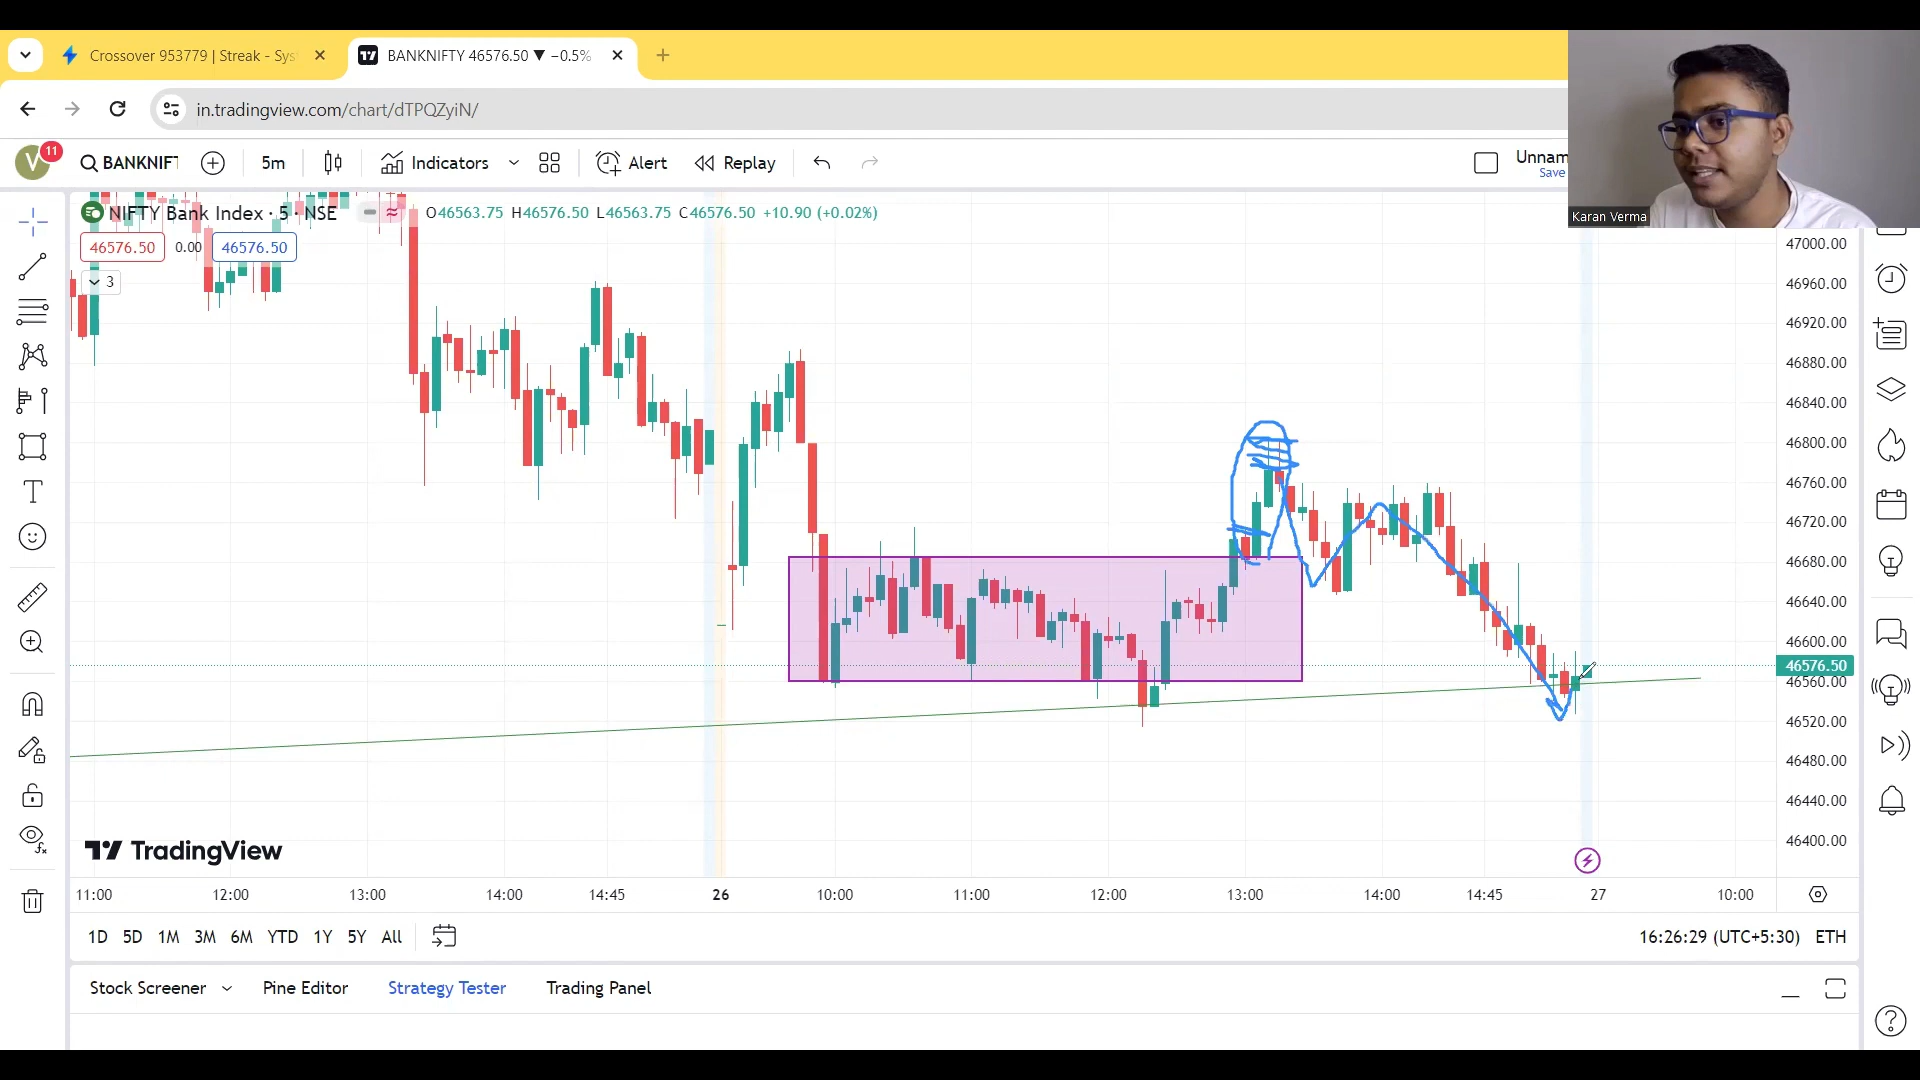 Crossover 953779 | Streak - Sys
BANKNIFTY 46576.50 ▼ −0.5%
in.tradingview.com/chart/dTPQZyiN/
V 11 BANKNIFT 5m Indicators Alert Replay Unnam
Save
Karan Verma
NIFTY Bank Index · 5 · NSE O46563.75 H46576.50 L46563.75 C46576.50 +10.90 (+0.02%)
46576.50 0.00 46576.50
3
47000.00
46960.00
46920.00
46880.00
46840.00
46800.00
46760.00
46720.00
46680.00
46640.00
46600.00
46576.50
46560.00
46520.00
46480.00
46440.00
46400.00
TradingView
11:00 12:00 13:00 14:00 14:45 26 10:00 11:00 12:00 13:00 14:00 14:45 27 10:00
1D 5D 1M 3M 6M YTD 1Y 5Y All 16:26:29 (UTC+5:30) ETH
Stock Screener Pine Editor Strategy Tester Trading Panel